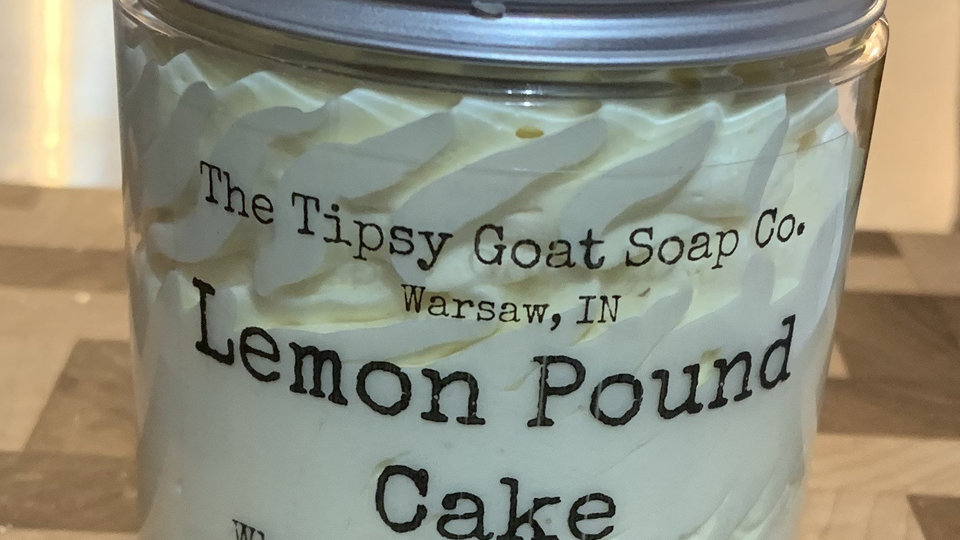 The Tipsy Goat Soap Co.
Warsaw, IN
Lemon Pound
Cake